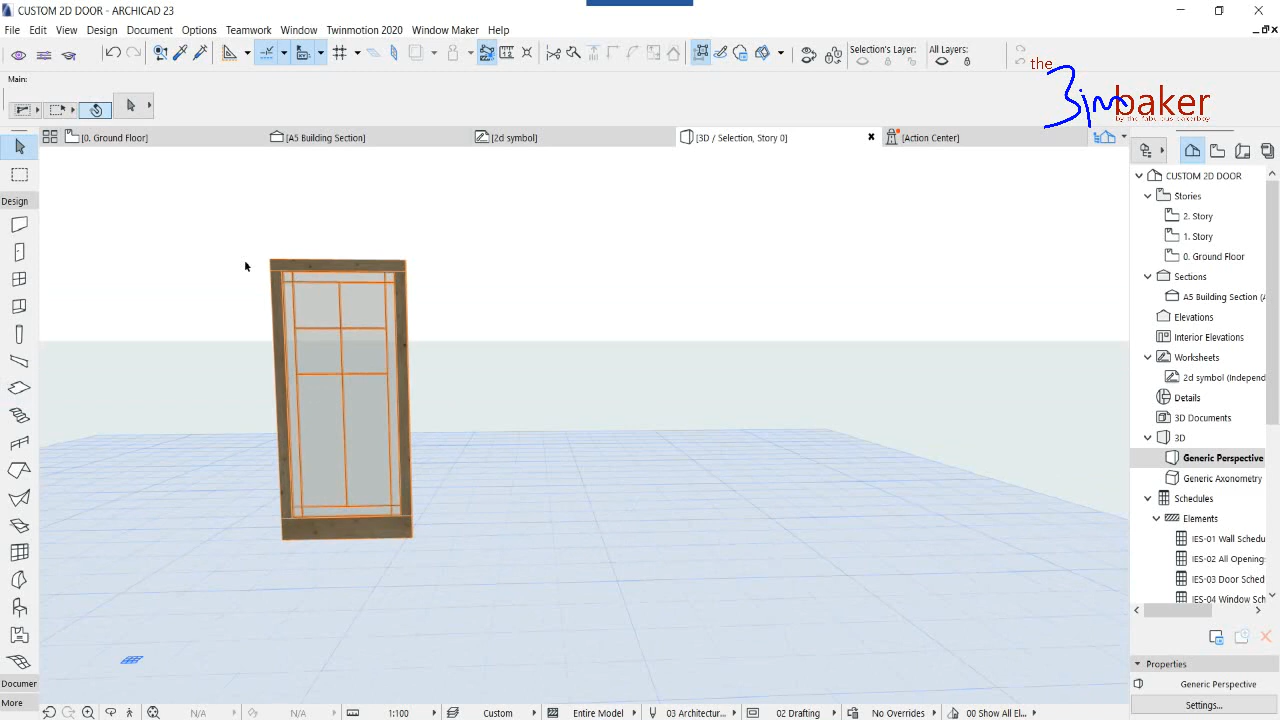 CUSTOM 2D DOOR - ARCHICAD 23
File Edit View Design Document Options Teamwork Window Twinmotion 2020 Window Maker Help
Selection's Layer: All Layers:
the
3imbaker
Main:
[0. Ground Floor] [A5 Building Section] [2d symbol] [3D / Selection, Story 0] [Action Center]
CUSTOM 2D DOOR
Design
Stories
2. Story
1. Story
0. Ground Floor
Sections
A5 Building Section (A
Elevations
Interior Elevations
Worksheets
2d symbol (Independ
Details
3D Documents
3D
Generic Perspective
Generic Axonometry
Schedules
Elements
IES-01 Wall Schedu
IES-02 All Opening
IES-03 Door Sched
IES-04 Window Sch
Properties
Docume
Generic Perspective
More
Settings...
N/A N/A 1:100 Custom Entire Model 03 Architectur... 02 Drafting No Overrides 00 Show All El...